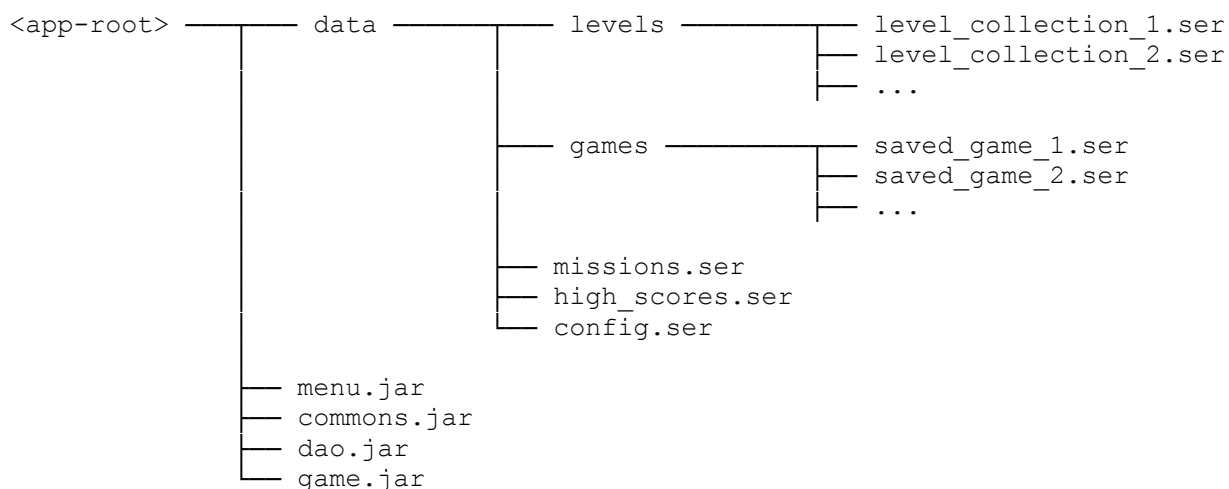 <app-root> data levels level_collection_1.ser
level_collection_2.ser
...
games saved_game_1.ser
saved_game_2.ser
...
missions.ser
high_scores.ser
config.ser
menu.jar
commons.jar
dao.jar
game.jar